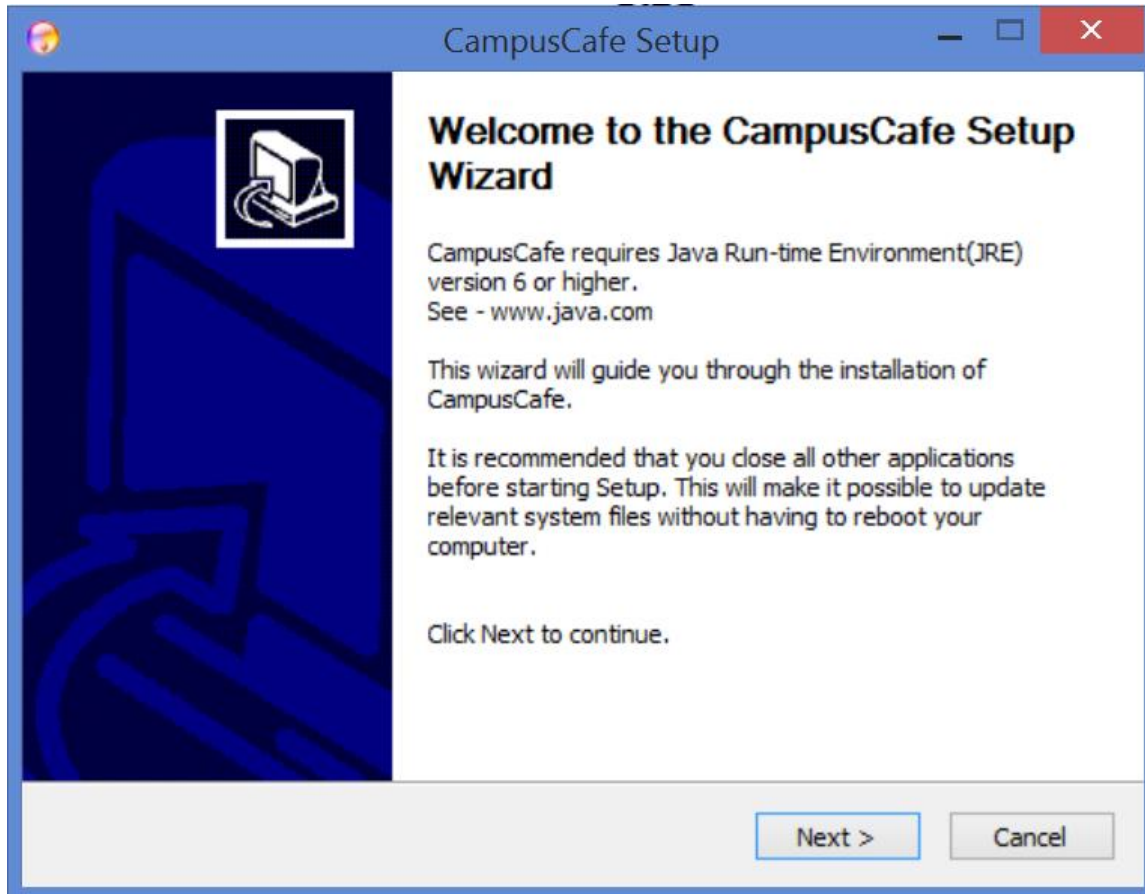 CampusCafe Setup
Welcome to the CampusCafe Setup
Wizard
CampusCafe requires Java Run-time Environment(JRE)
version 6 or higher.
See - www.java.com
This wizard will guide you through the installation of
CampusCafe.
It is recommended that you close all other applications
before starting Setup. This will make it possible to update
relevant system files without having to reboot your
computer.
Click Next to continue.
Next >
Cancel